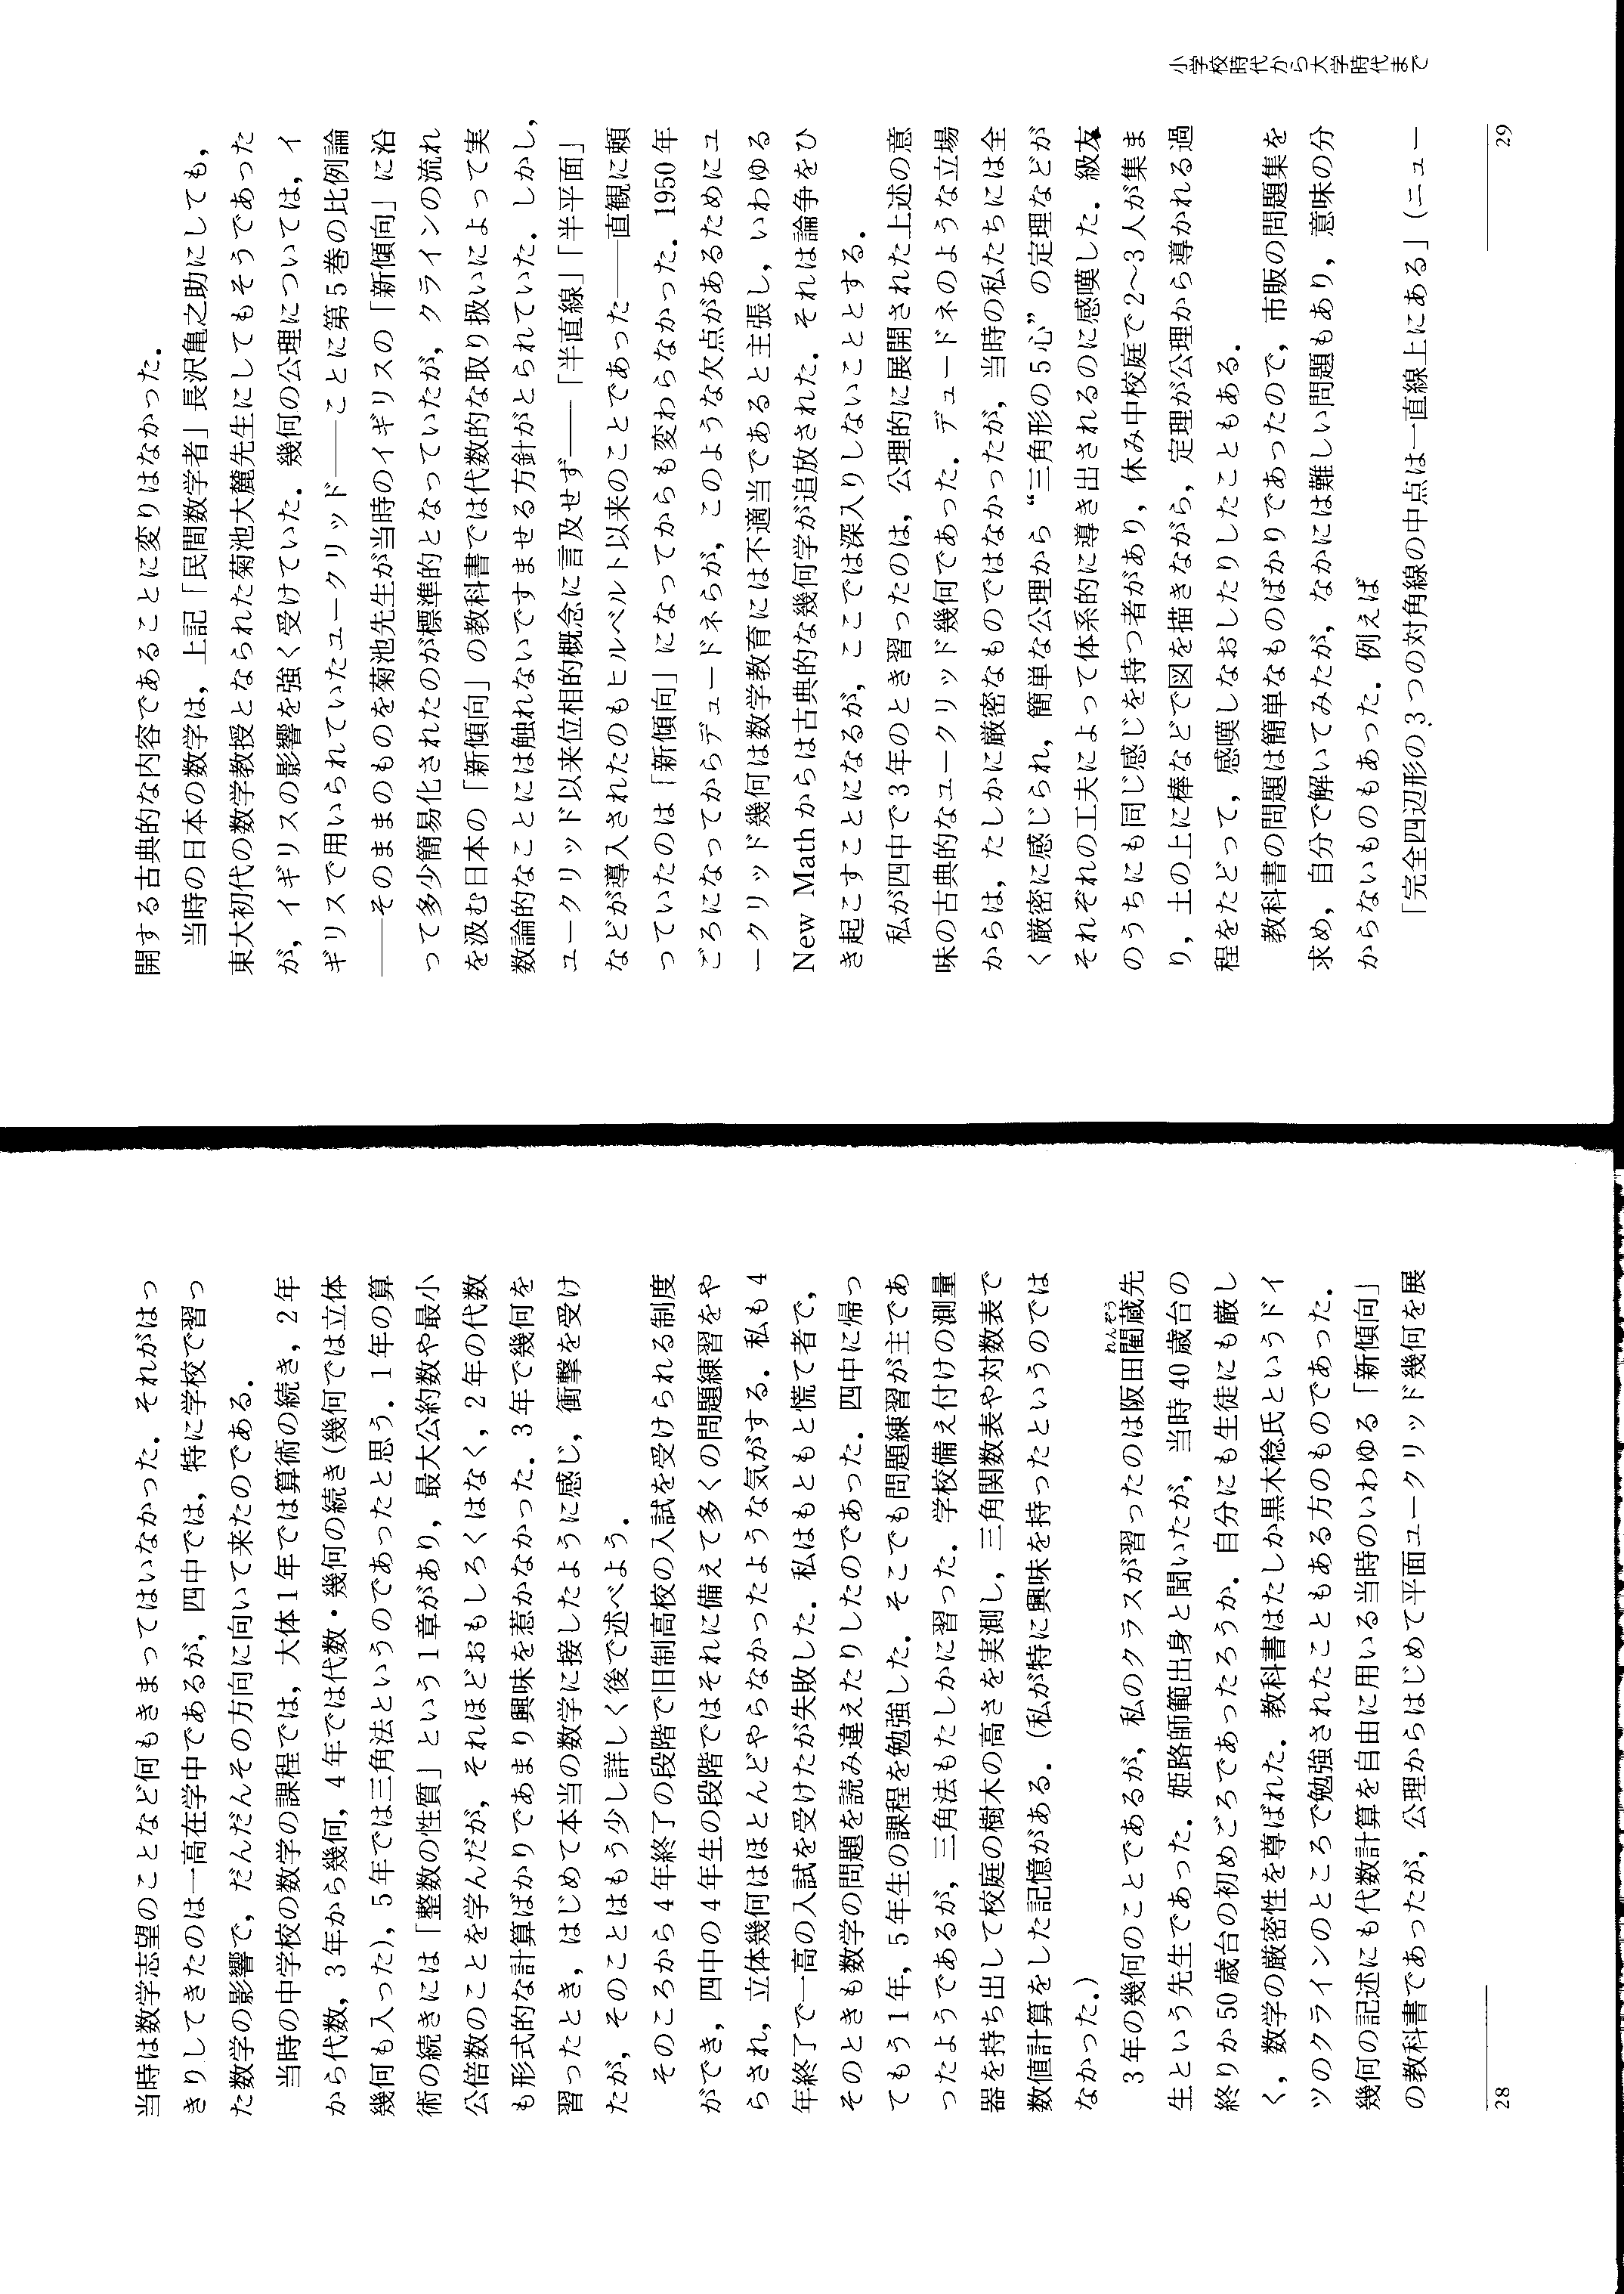 当時は数学志望のことなど何もきまってはいなかった．それがはっ
きりしてきたのは一高在学中であるが，四中では，特に学校で習っ
た数学の影響で，だんだんその方向に向いて来たのである．
当時の中学校の数学の課程では，大体1年では算術の続き，2年
から代数，3年から幾何，4年では代数・幾何の続き(幾何では立体
幾何も入った)，5年では三角法というのであったと思う．1年の算
術の続きには「整数の性質」という1章があり，最大公約数や最小
公倍数のことを学んだが，それほどおもしろくはなく，2年の代数
も形式的な計算ばかりであまり興味を惹かなかった．3年で幾何を
習ったとき，はじめて本当の数学に接したように感じ，衝撃を受け
たが，そのことはもう少し詳しく後で述べよう．
そのころから4年終了の段階で旧制高校の入試を受けられる制度
ができ，四中の4年生の段階ではそれに備えて多くの問題練習をや
らされ，立体幾何はほとんどやらなかったような気がする．私も4
年終了で一高の入試を受けたが失敗した．私はもともと慌て者で，
そのときも数学の問題を読み違えたりしたのであった．四中に帰っ
てもう1年，5年生の課程を勉強した．そこでも問題練習が主であ
ったようであるが，三角法もたしかに習った．学校備え付けの測量
器を持ち出して校庭の樹木の高さを実測し，三角関数表や対数表で
数値計算をした記憶がある．(私が特に興味を持ったというのでは
なかった．)
3年の幾何のことであるが，私のクラスが習ったのは阪田閵蔵先
れんぞう
生という先生であった．姫路師範出身と聞いたが，当時40歳台の
終りか50歳台の初めごろであったろうか．自分にも生徒にも厳し
く，数学の厳密性を尊ばれた．教科書はたしか黒木稔氏というドイ
ツのクラインのところで勉強されたこともある方のものであった．
幾何の記述にも代数計算を自由に用いる当時のいわゆる「新傾向」
の教科書であったが，公理からはじめて平面ユークリッド幾何を展
28
小学校時代から大学時代まで
開する古典的な内容であることに変りはなかった．
当時の日本の数学は，上記「民間数学者」長沢亀之助にしても，
東大初代の数学教授となられた菊池大麓先生にしてもそうであった
が，イギリスの影響を強く受けていた．幾何の公理については，イ
ギリスで用いられていたユークリッド――ことに第5巻の比例論
――そのままのものを菊池先生が当時のイギリスの「新傾向」に沿
って多少簡易化されたのが標準的となっていたが，クラインの流れ
を汲む日本の「新傾向」の教科書では代数的な取り扱いによって実
数論的なことには触れないですませる方針がとられていた．しかし，
ユークリッド以来位相的概念に言及せず――「半直線」「半平面」
などが導入されたのもヒルベルト以来のことであった――直観に頼
っていたのは「新傾向」になってからも変わらなかった．1950年
ごろになってからデュードネらが，このような欠点があるためにユ
ークリッド幾何は数学教育には不適当であると主張し，いわゆる
New Mathからは古典的な幾何学が追放された．それは論争をひ
き起こすことになるが，ここでは深入りしないこととする．
私が四中で3年のとき習ったのは，公理的に展開された上述の意
味の古典的なユークリッド幾何であった．デュードネのような立場
からは，たしかに厳密なものではなかったが，当時の私たちには全
く厳密に感じられ，簡単な公理から“三角形の5心”の定理などが
それぞれの工夫によって体系的に導き出されるのに感嘆した．級友
のうちにも同じ感じを持つ者があり，休み中校庭で2〜3人が集ま
り，土の上に棒などで図を描きながら，定理が公理から導かれる過
程をたどって，感嘆しなおしたりしたこともある．
教科書の問題は簡単なものばかりであったので，市販の問題集を
求め，自分で解いてみたが，なかには難しい問題もあり，意味の分
からないものもあった．例えば
「完全四辺形の3つの対角線の中点は一直線上にある」(ニュー
29